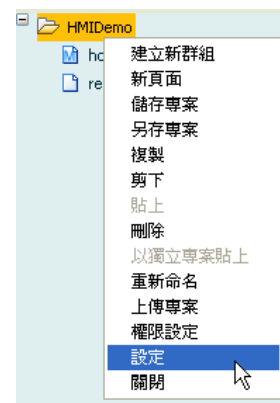 HMIDemo
hc
建立新群組
re
新頁面
儲存專案
另存專案
複製
剪下
貼上
刪除
以獨立專案貼上
重新命名
上傳專案
權限設定
設定
關閉